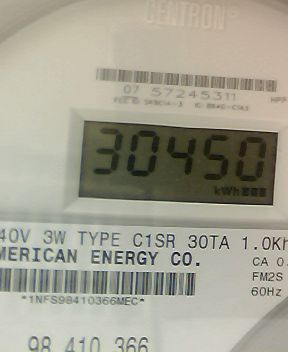 CENTRON®
07 57245311
30450
kWh
40V 3W TYPE C1SR 30TA 1.0Kh
MERICAN ENERGY CO.
CA 0.
FM2S
60Hz
*1NFS98410366MEC*
98 410 366